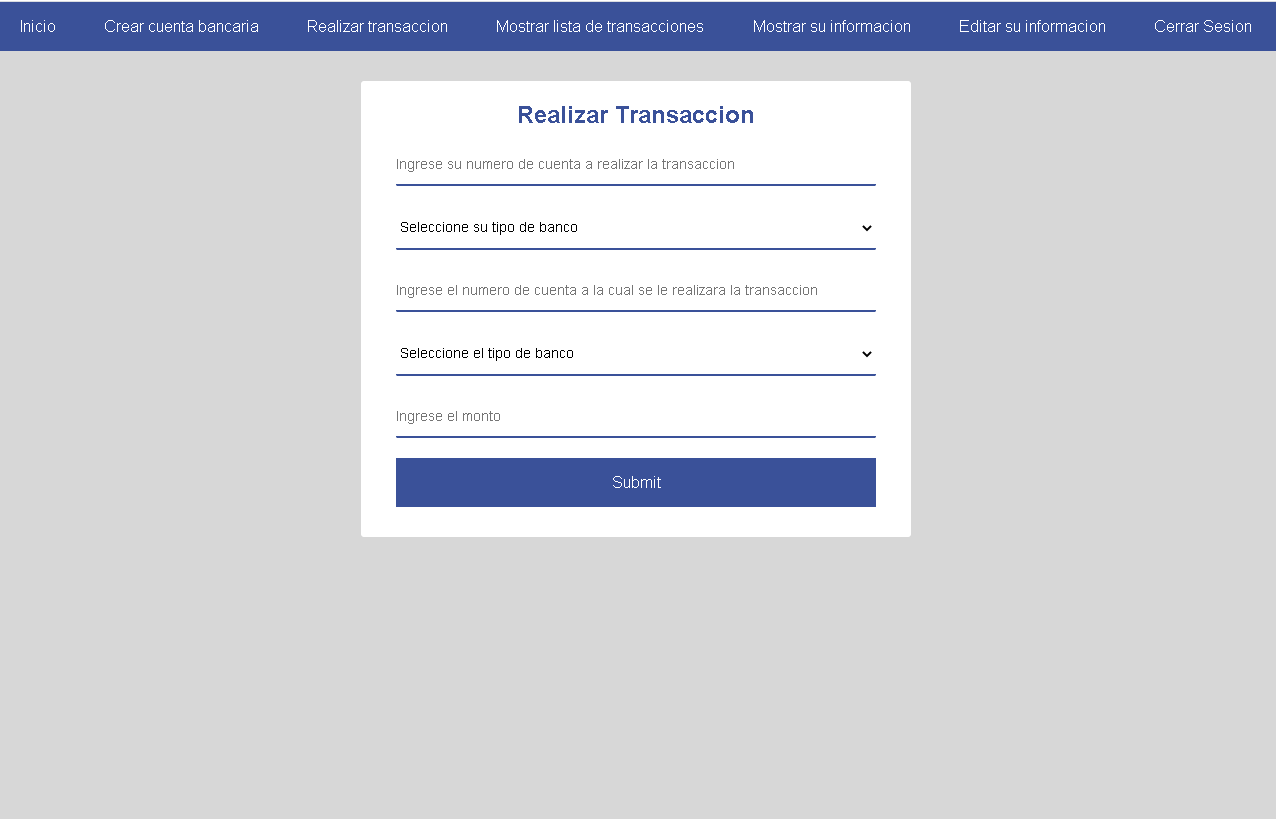 Inicio Crear cuenta bancaria Realizar transaccion Mostrar lista de transacciones Mostrar su informacion Editar su informacion Cerrar Sesion
Realizar Transaccion
Ingrese su numero de cuenta a realizar la transaccion
Seleccione su tipo de banco
Ingrese el numero de cuenta a la cual se le realizara la transaccion
Seleccione el tipo de banco
Ingrese el monto
Submit